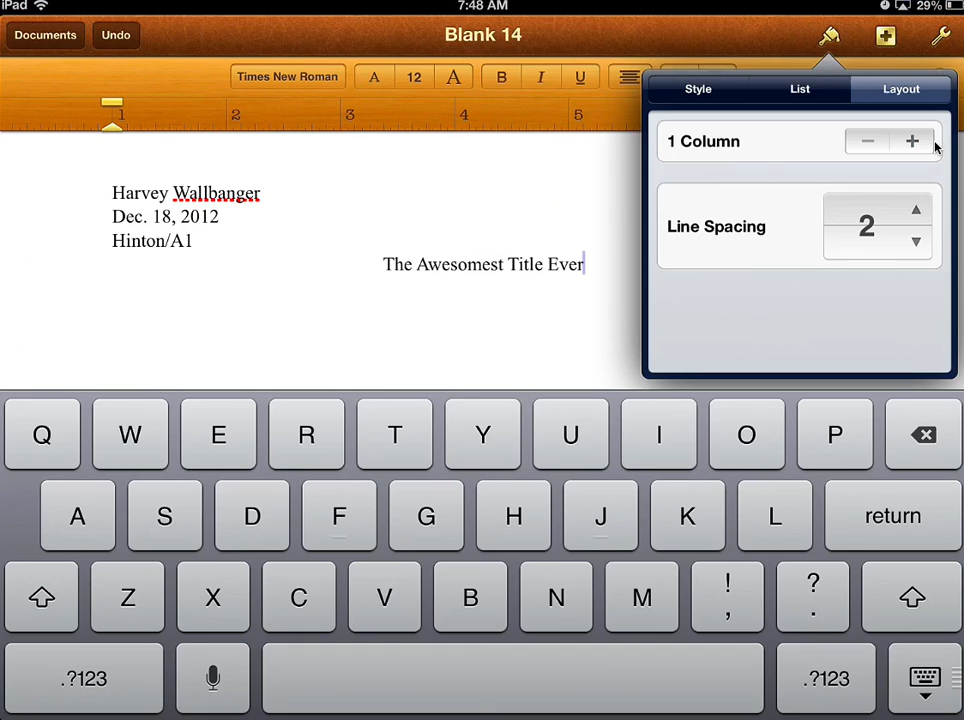 iPad 7:48 AM 29%
Documents Undo Blank 14
Times New Roman A 12 A B I U
Style List Layout
1 2 3 4 5
1 Column − +
Line Spacing 2
Harvey Wallbanger
Dec. 18, 2012
Hinton/A1
The Awesomest Title Ever
Q W E R T Y U I O P
A S D F G H J K L return
Z X C V B N M ! , ? .
.?123 .?123